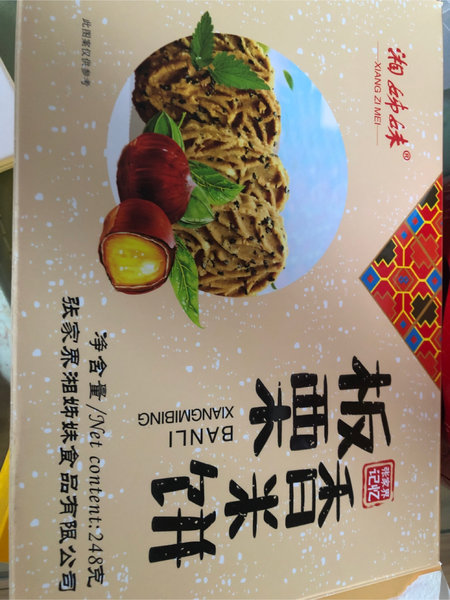 湘姊妹®
XIANG ZI MEI
此图案仅供参考
板栗
香米饼
BANLI
XIANGMIBING
张家界
记忆
净含量/Net content:248克
张家界湘姊妹食品有限公司